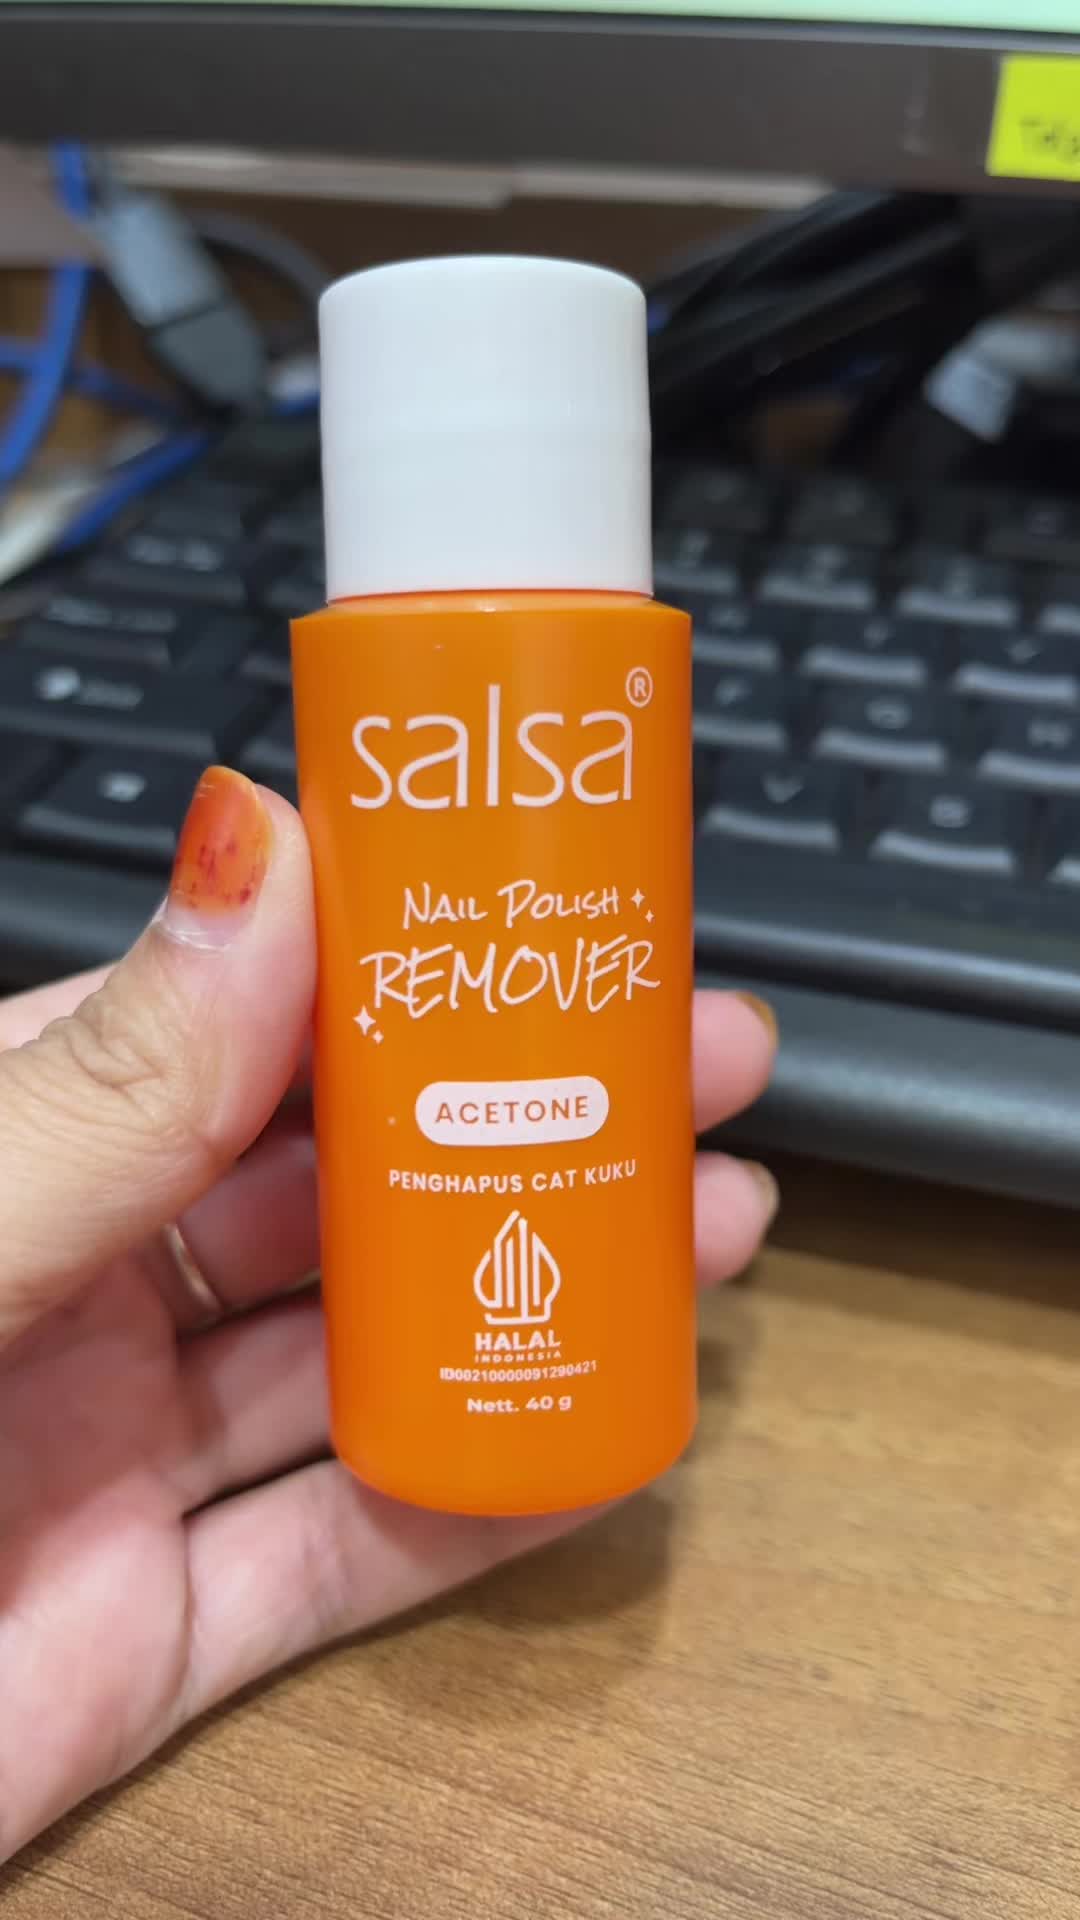 salsa®
NAIL POLISH
REMOVER
ACETONE
PENGHAPUS CAT KUKU
HALAL
INDONESIA
ID00210000091290421
Nett. 40 g